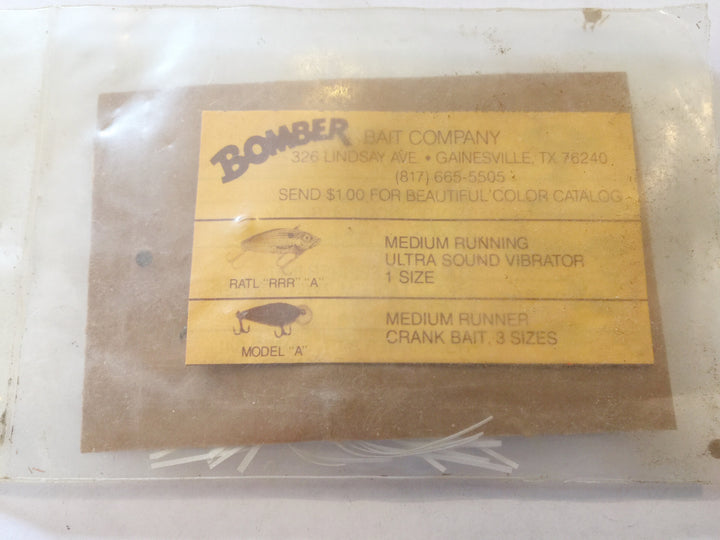 BOMBER BAIT COMPANY
326 LINDSAY AVE. • GAINESVILLE, TX 76240
(817) 665-5505
SEND $1.00 FOR BEAUTIFUL COLOR CATALOG
RATL "RRR" "A"
MEDIUM RUNNING
ULTRA SOUND VIBRATOR
1 SIZE
MODEL "A"
MEDIUM RUNNER
CRANK BAIT, 3 SIZES